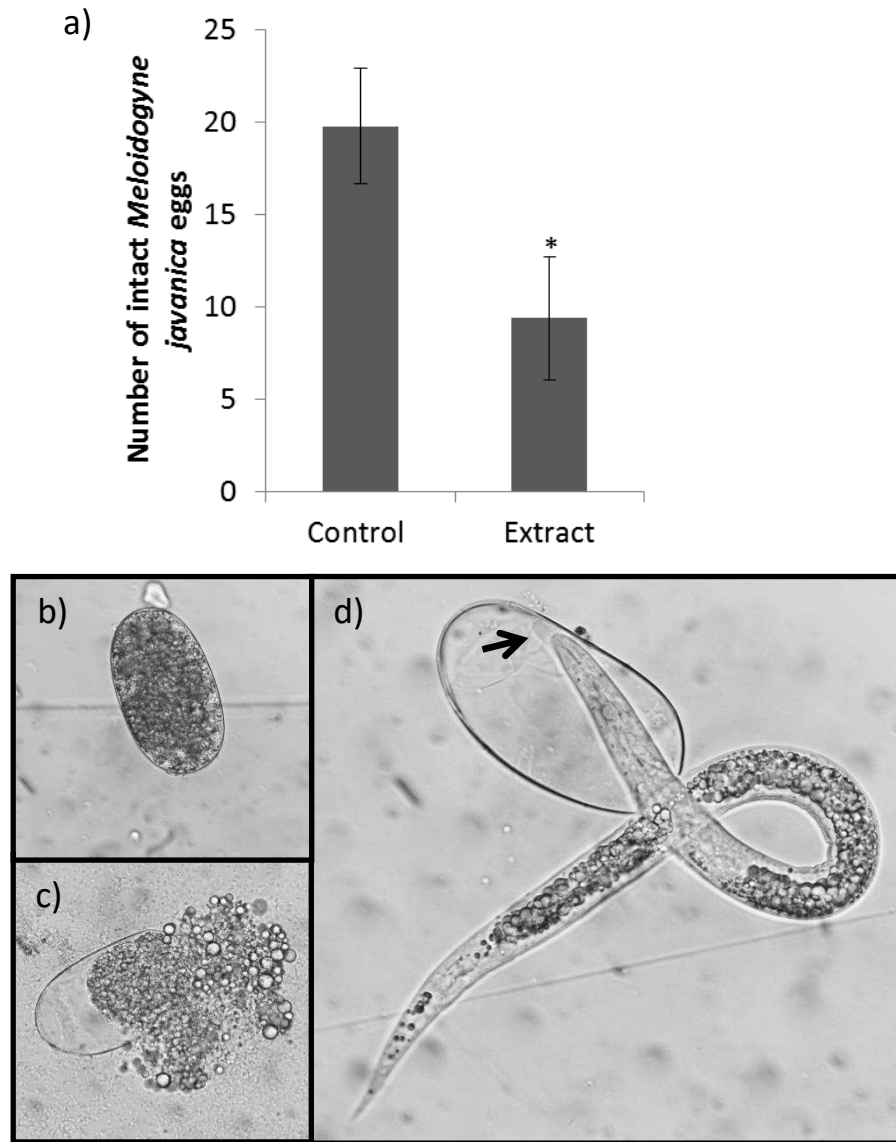 a)
Number of intact Meloidogyne
javanica eggs
25
20
15
10
5
0
*
Control
Extract
b)
c)
d)